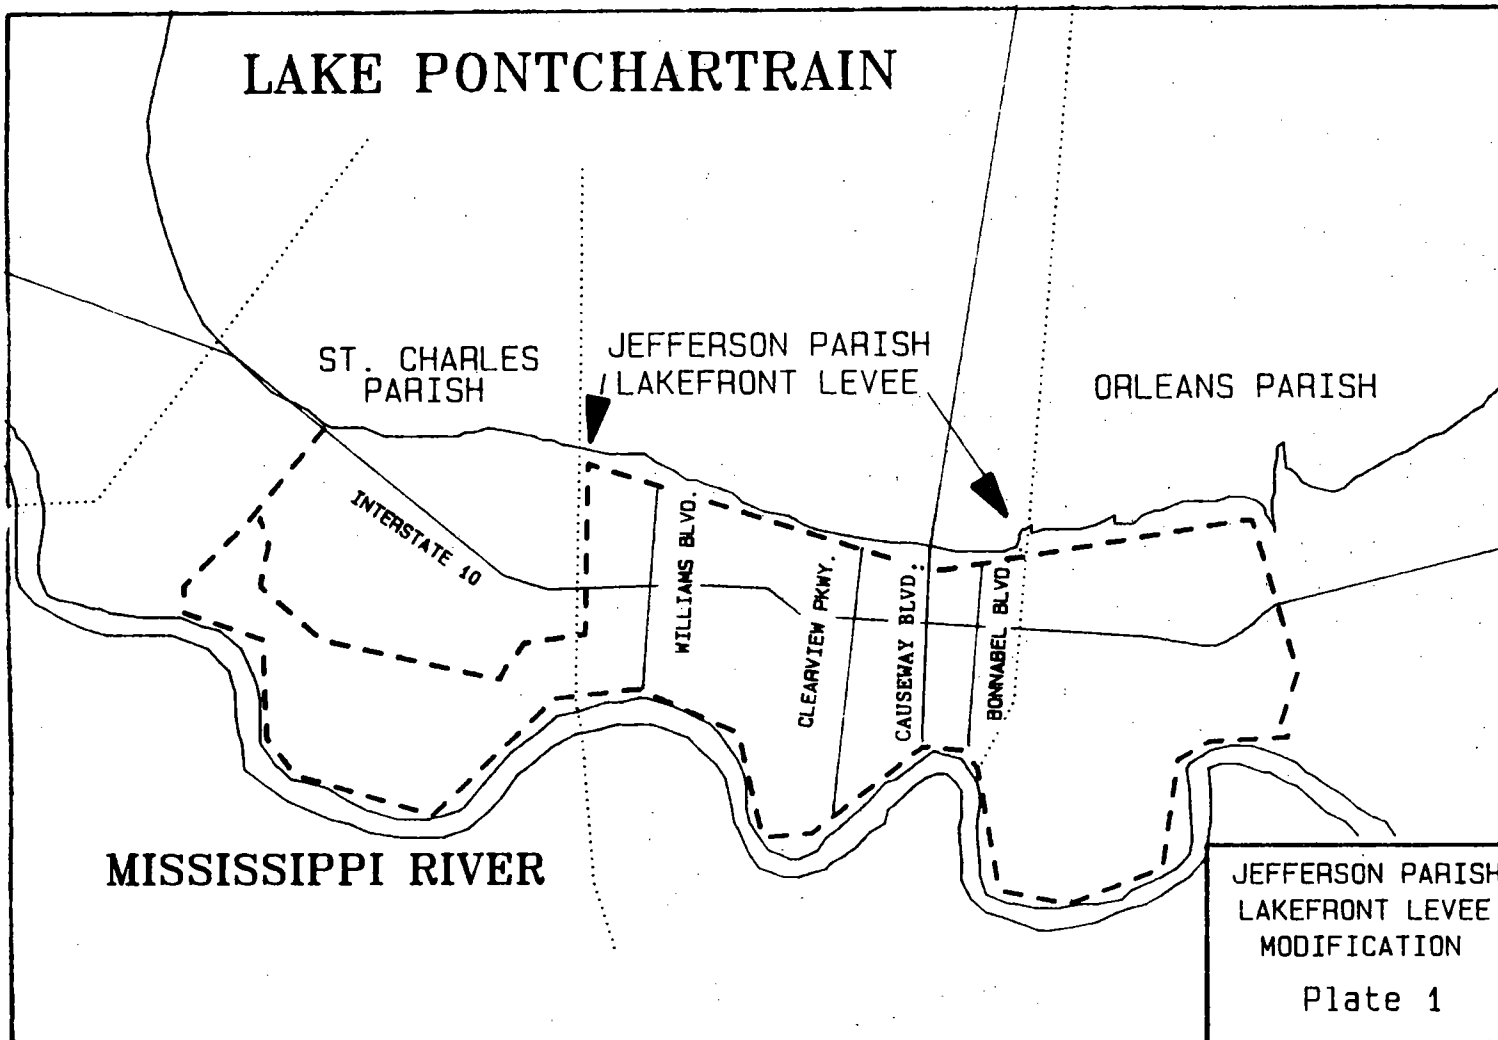 LAKE PONTCHARTRAIN
ST. CHARLES
PARISH
JEFFERSON PARISH
LAKEFRONT LEVEE
ORLEANS PARISH
INTERSTATE 10
WILLIAMS BLVD.
CLEARVIEW PKWY.
CAUSEWAY BLVD.
BONNABEL BLVD.
MISSISSIPPI RIVER
JEFFERSON PARISH
LAKEFRONT LEVEE
MODIFICATION
Plate 1